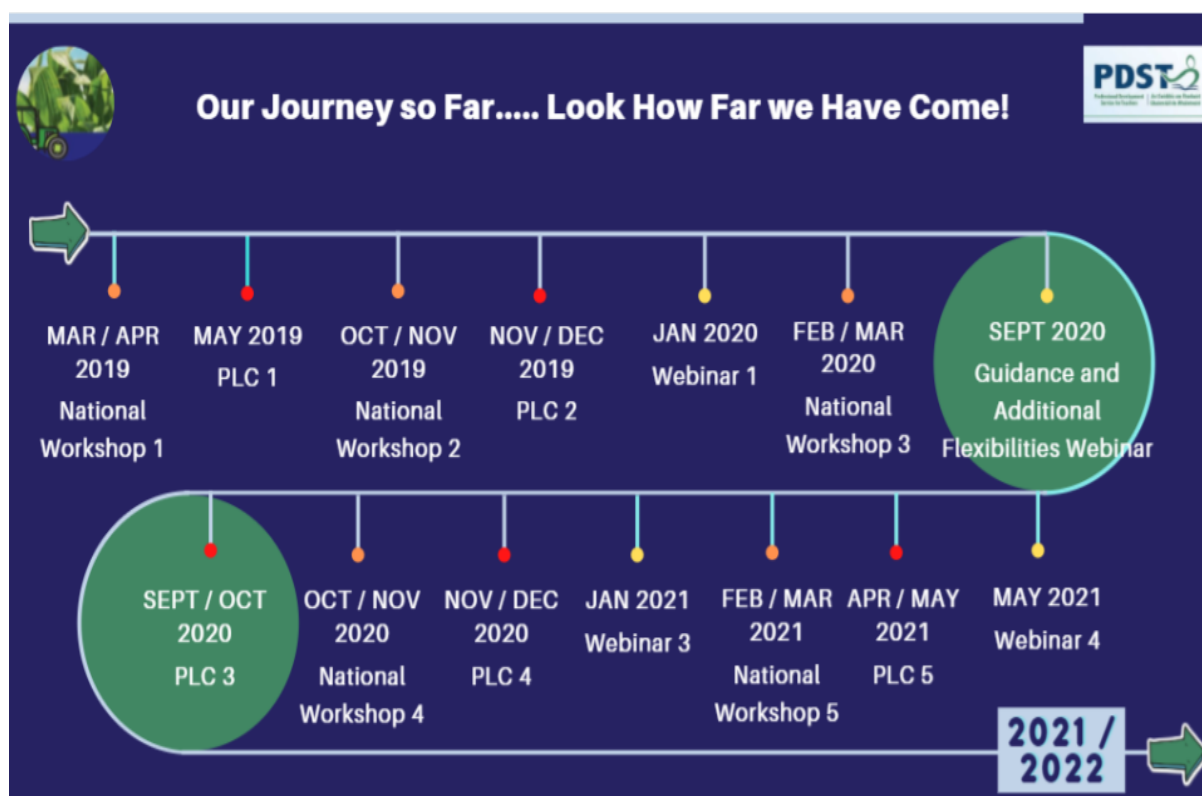 PDST
Our Journey so Far..... Look How Far we Have Come!
MAR / APR
2019
National
Workshop 1
MAY 2019
PLC 1
OCT / NOV
2019
National
Workshop 2
NOV / DEC
2019
PLC 2
JAN 2020
Webinar 1
FEB / MAR
2020
National
Workshop 3
SEPT 2020
Guidance and
Additional
Flexibilities Webinar
SEPT / OCT
2020
PLC 3
OCT / NOV
2020
National
Workshop 4
NOV / DEC
2020
PLC 4
JAN 2021
Webinar 3
FEB / MAR
2021
National
Workshop 5
APR / MAY
2021
PLC 5
MAY 2021
Webinar 4
2021 /
2022